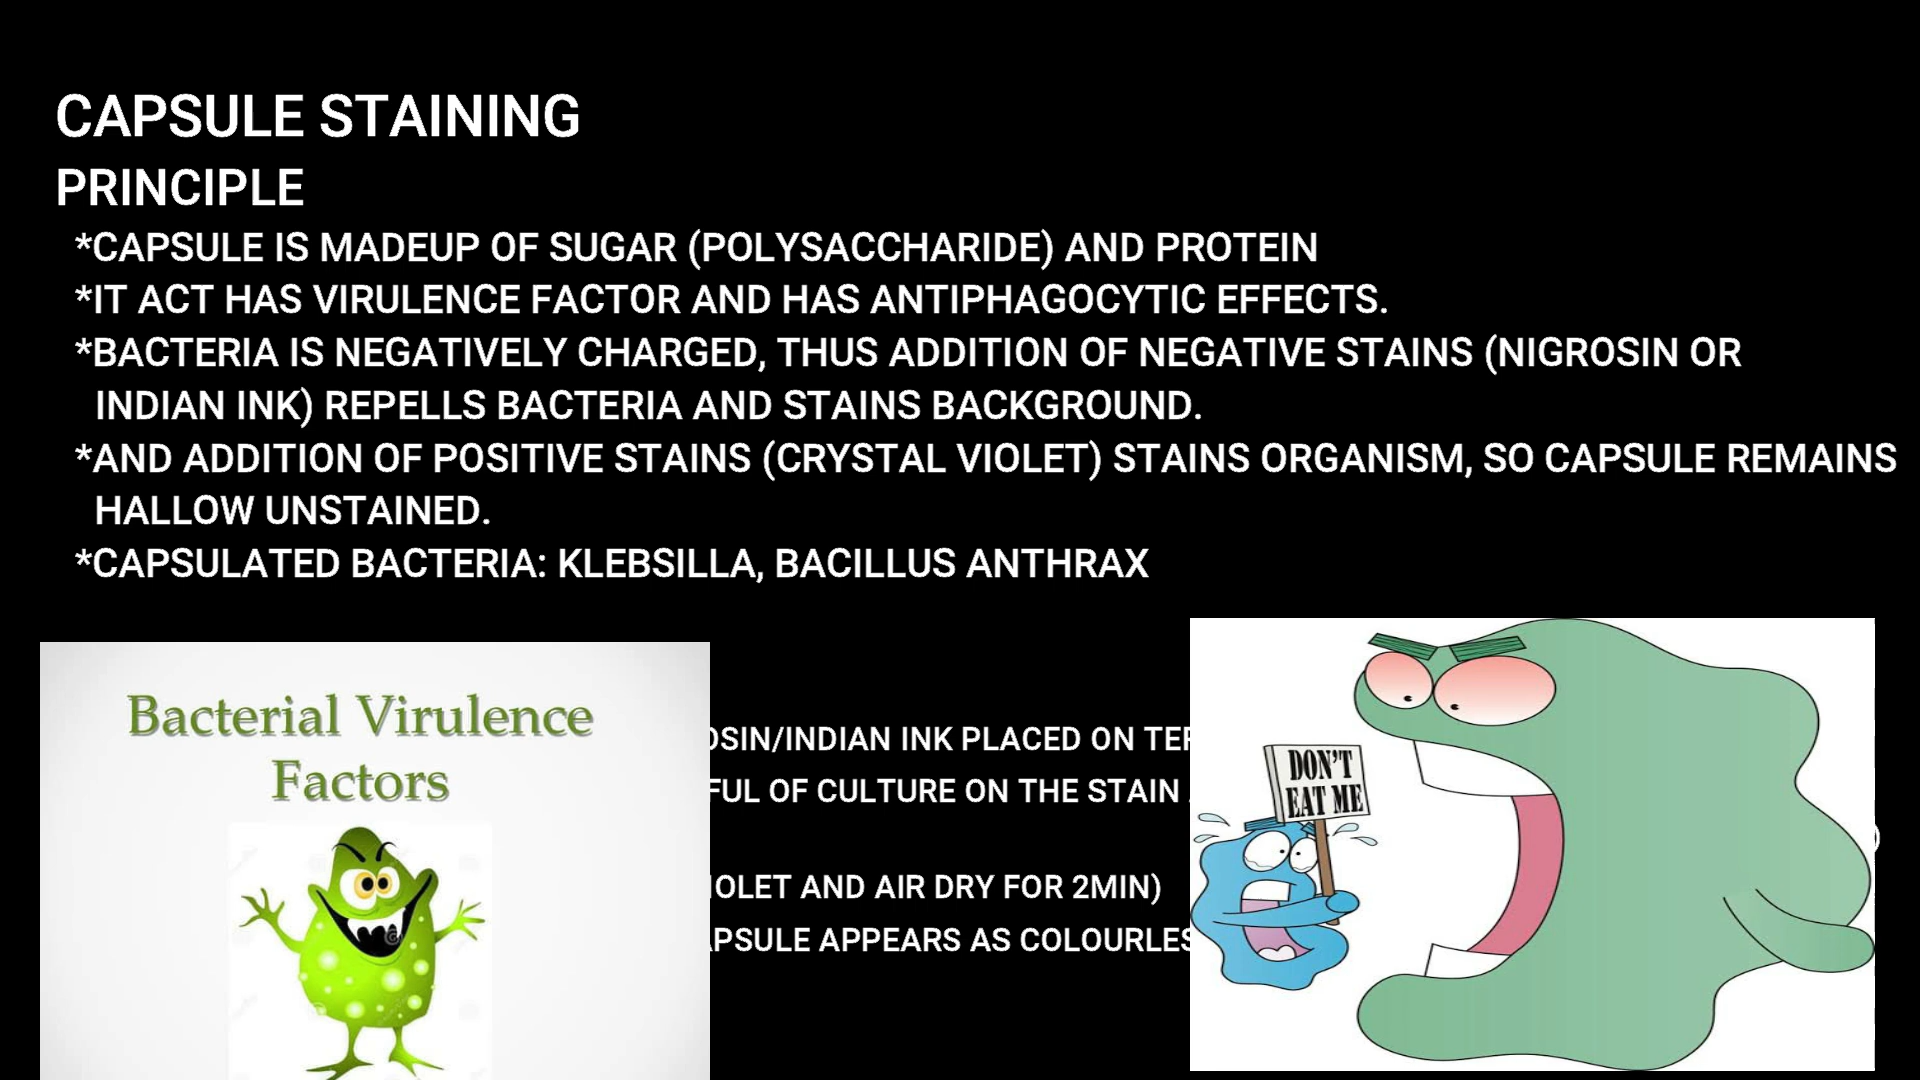 CAPSULE STAINING
PRINCIPLE
*CAPSULE IS MADEUP OF SUGAR (POLYSACCHARIDE) AND PROTEIN
*IT ACT HAS VIRULENCE FACTOR AND HAS ANTIPHAGOCYTIC EFFECTS.
*BACTERIA IS NEGATIVELY CHARGED, THUS ADDITION OF NEGATIVE STAINS (NIGROSIN OR
INDIAN INK) REPELLS BACTERIA AND STAINS BACKGROUND.
*AND ADDITION OF POSITIVE STAINS (CRYSTAL VIOLET) STAINS ORGANISM, SO CAPSULE REMAINS
HALLOW UNSTAINED.
*CAPSULATED BACTERIA: KLEBSILLA, BACILLUS ANTHRAX
Bacterial Virulence
Factors
/INDIAN INK PLACED ON
OF CULTURE ON THE STAIN
AND AIR DRY FOR 2MIN)
APPEARS AS
DON'T
EAT ME